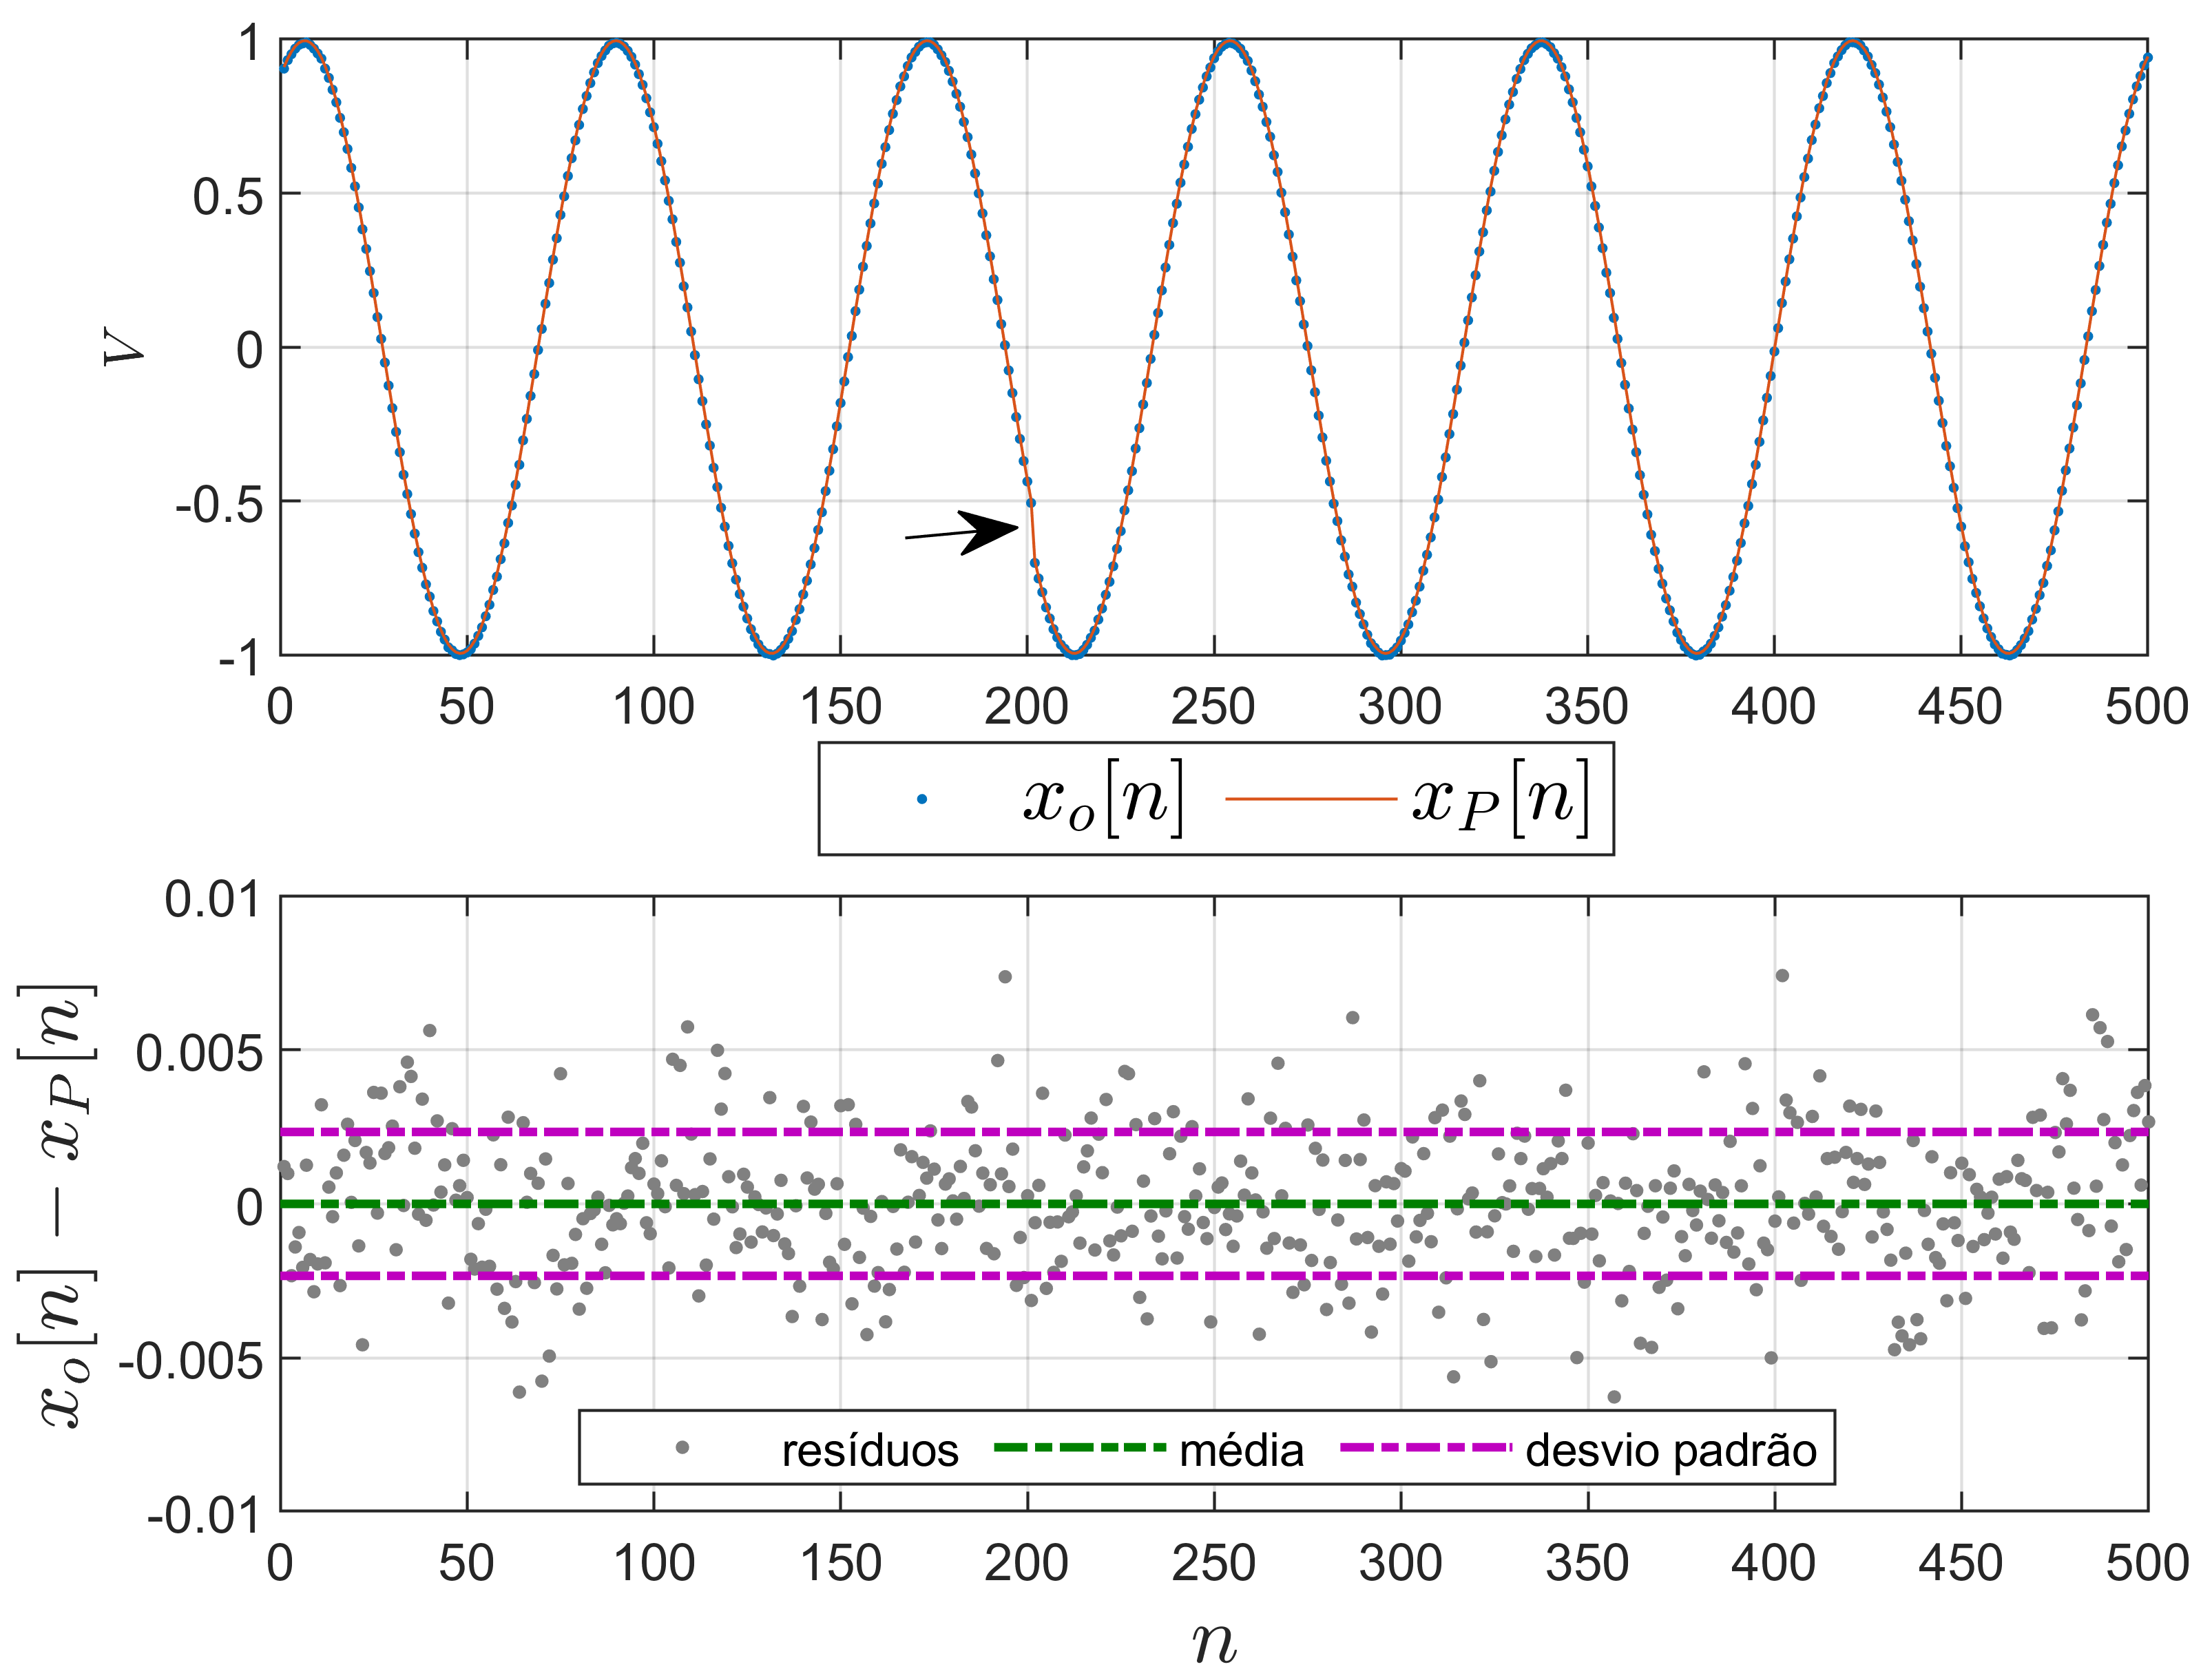 1
0.5
0
-0.5
-1
V
0 50 100 150 200 250 300 350 400 450 500
x_o[n] x_P[n]
0.01
0.005
0
-0.005
-0.01
x_o[n] − x_P[n]
resíduos média desvio padrão
0 50 100 150 200 250 300 350 400 450 500
n